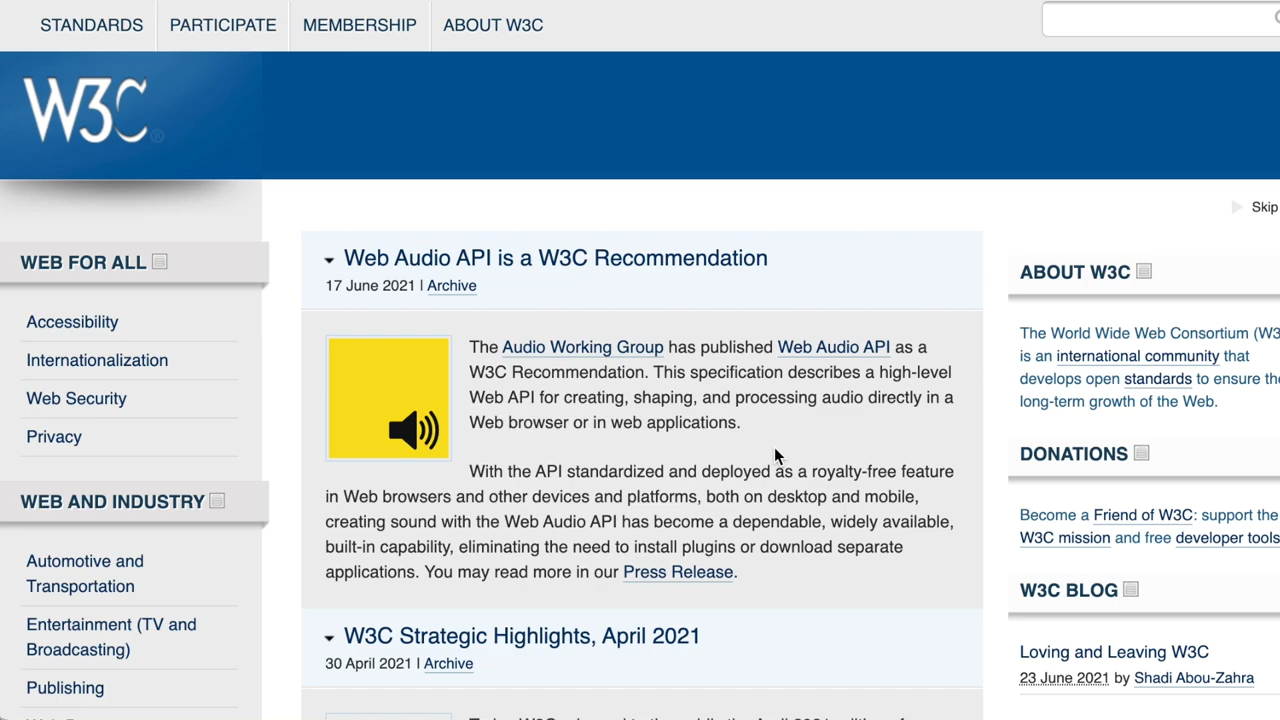 STANDARDS PARTICIPATE MEMBERSHIP ABOUT W3C
W3C®
Skip
WEB FOR ALL
Accessibility
Internationalization
Web Security
Privacy
WEB AND INDUSTRY
Automotive and
Transportation
Entertainment (TV and
Broadcasting)
Publishing
Web Audio API is a W3C Recommendation
17 June 2021 | Archive
The Audio Working Group has published Web Audio API as a
W3C Recommendation. This specification describes a high-level
Web API for creating, shaping, and processing audio directly in a
Web browser or in web applications.
With the API standardized and deployed as a royalty-free feature
in Web browsers and other devices and platforms, both on desktop and mobile,
creating sound with the Web Audio API has become a dependable, widely available,
built-in capability, eliminating the need to install plugins or download separate
applications. You may read more in our Press Release.
W3C Strategic Highlights, April 2021
30 April 2021 | Archive
ABOUT W3C
The World Wide Web Consortium (W3
is an international community that
develops open standards to ensure the
long-term growth of the Web.
DONATIONS
Become a Friend of W3C: support the
W3C mission and free developer tools
W3C BLOG
Loving and Leaving W3C
23 June 2021 by Shadi Abou-Zahra